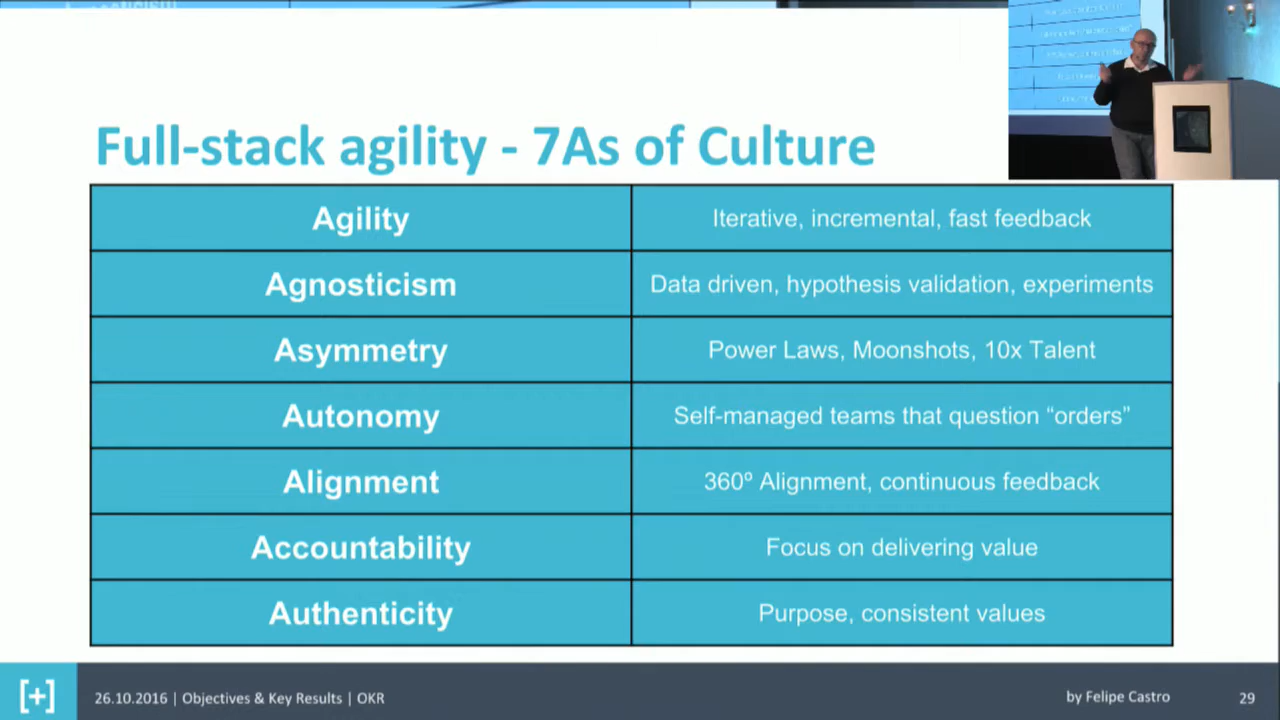 Full-stack agility - 7As of Culture
Agility
Iterative, incremental, fast feedback
Agnosticism
Data driven, hypothesis validation, experiments
Asymmetry
Power Laws, Moonshots, 10x Talent
Autonomy
Self-managed teams that question “orders”
Alignment
360º Alignment, continuous feedback
Accountability
Focus on delivering value
Authenticity
Purpose, consistent values
[+]
26.10.2016 | Objectives & Key Results | OKR
by Felipe Castro
29